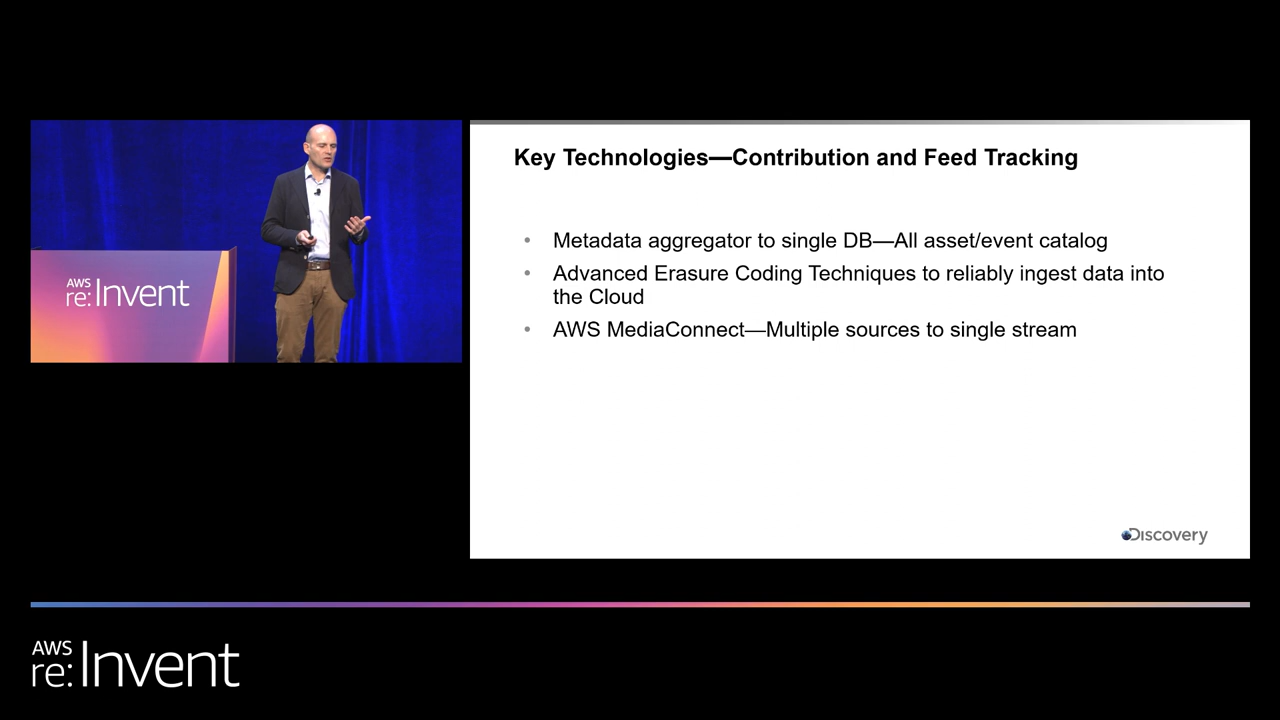 AWS
re:Invent
Key Technologies—Contribution and Feed Tracking
• Metadata aggregator to single DB—All asset/event catalog
• Advanced Erasure Coding Techniques to reliably ingest data into
the Cloud
• AWS MediaConnect—Multiple sources to single stream
Discovery
AWS
re:Invent